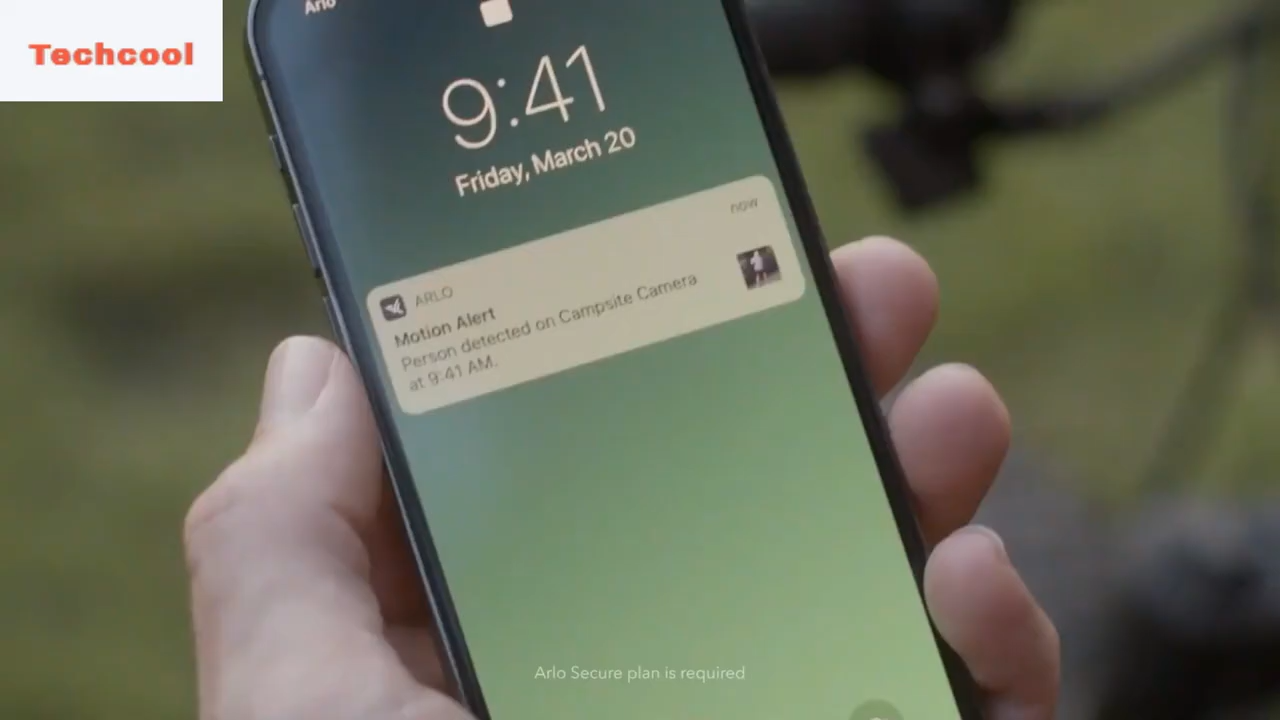 Techcool
Arlo
9:41
Friday, March 20
ARLO
now
Motion Alert
Person detected on Campsite Camera
at 9:41 AM.
Arlo Secure plan is required